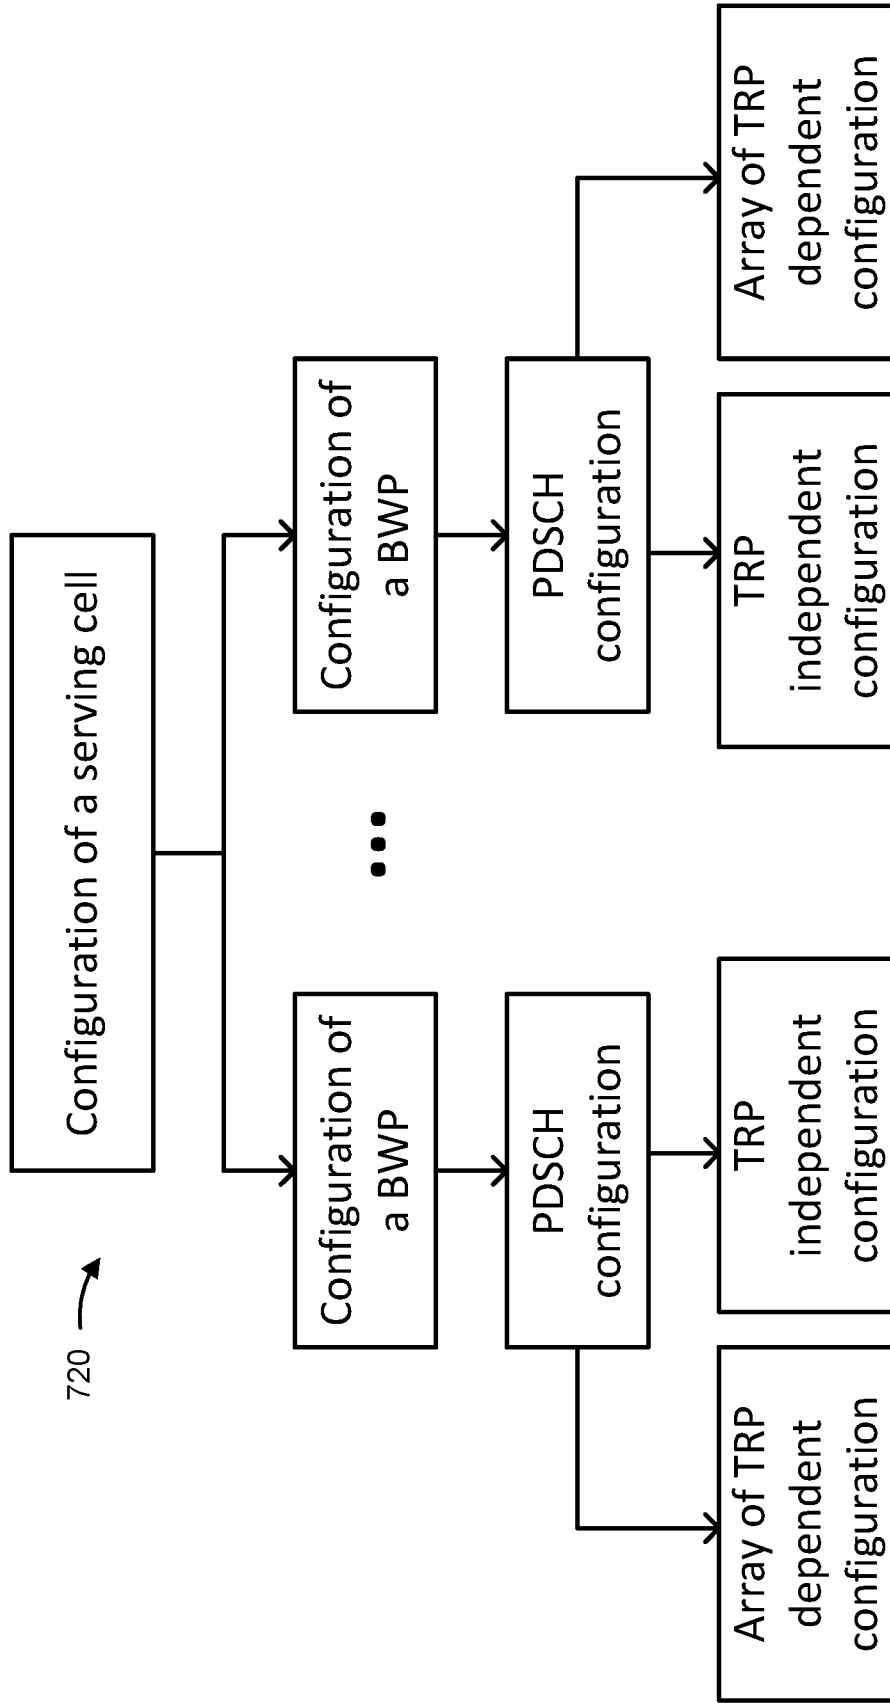 720
Configuration of a serving cell
Configuration of
a BWP
...
Configuration of
a BWP
PDSCH
configuration
PDSCH
configuration
Array of TRP
dependent
configuration
TRP
independent
configuration
TRP
independent
configuration
Array of TRP
dependent
configuration